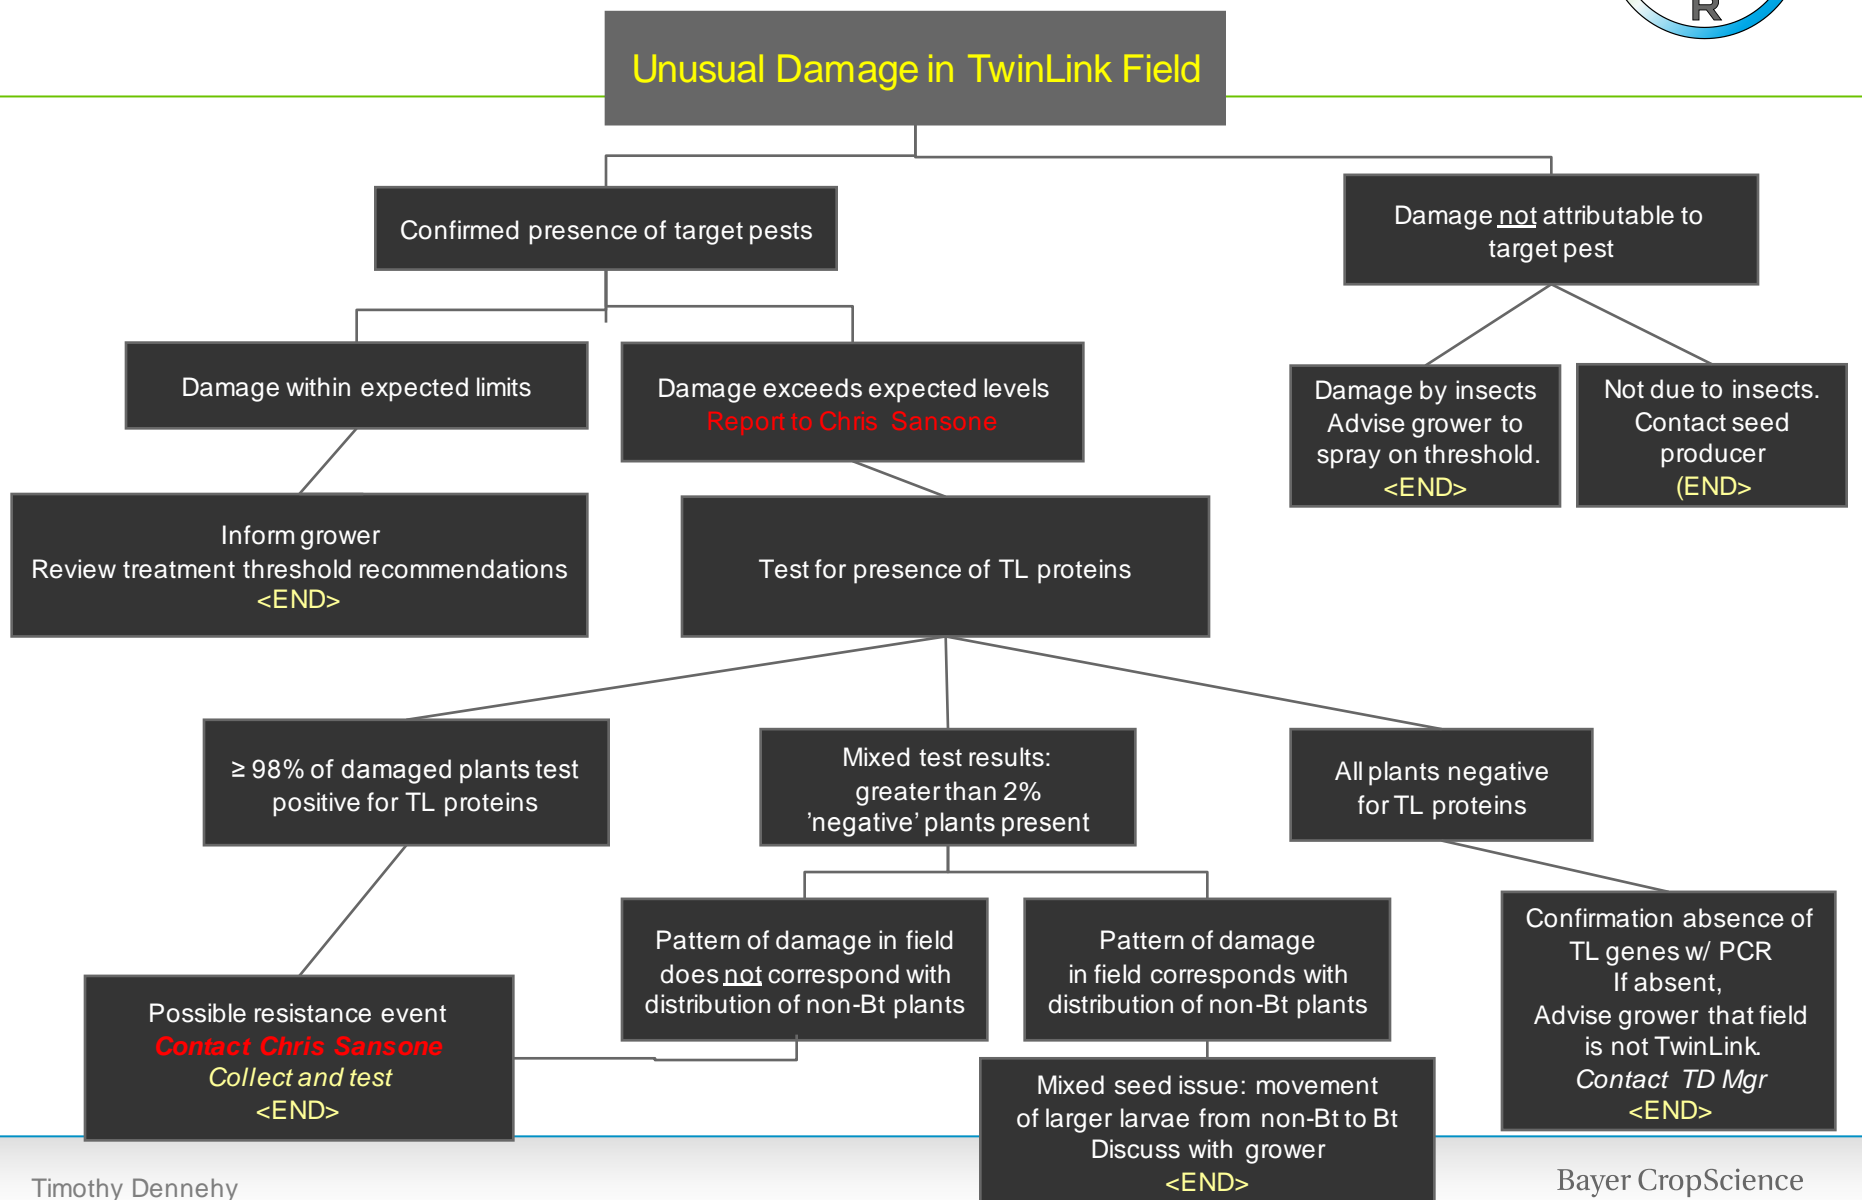 R
Unusual Damage in TwinLink Field
Confirmed presence of target pests
Damage not attributable to
target pest
Damage within expected limits
Damage exceeds expected levels
Report to Chris Sansone
Damage by insects
Advise grower to
spray on threshold.
<END>
Not due to insects.
Contact seed
producer
(END>
Inform grower
Review treatment threshold recommendations
<END>
Test for presence of TL proteins
≥ 98% of damaged plants test
positive for TL proteins
Mixed test results:
greater than 2%
’negative’ plants present
All plants negative
for TL proteins
Pattern of damage in field
does not correspond with
distribution of non-Bt plants
Pattern of damage
in field corresponds with
distribution of non-Bt plants
Confirmation absence of
TL genes w/ PCR
If absent,
Advise grower that field
is not TwinLink.
Contact TD Mgr
<END>
Possible resistance event
Contact Chris Sansone
Collect and test
<END>
Mixed seed issue: movement
of larger larvae from non-Bt to Bt
Discuss with grower
<END>
Timothy Dennehy
Bayer CropScience